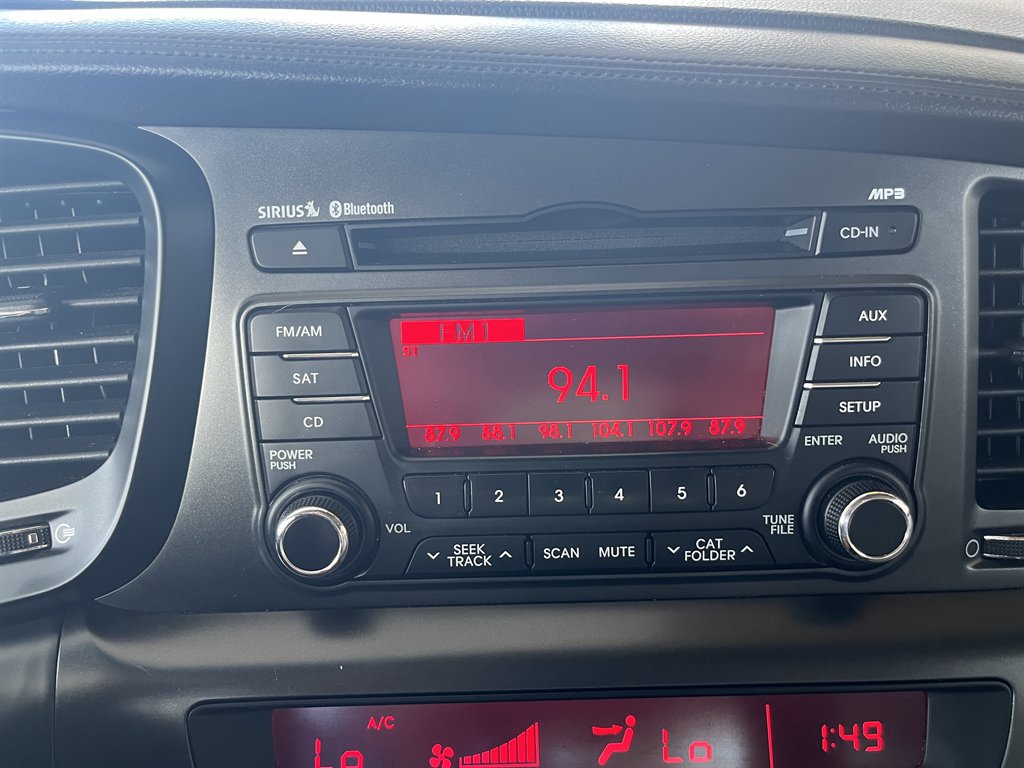 SIRIUS Bluetooth
MP3
CD-IN
FM/AM
SAT
CD
FM1
ST
94.1
87.9 88.1 98.1 104.1 107.9 87.9
AUX
INFO
SETUP
POWER
PUSH
VOL
1 2 3 4 5 6
SEEK
TRACK
SCAN MUTE
CAT
FOLDER
ENTER
AUDIO
PUSH
TUNE
FILE
A/C
Lo
Lo
1:49